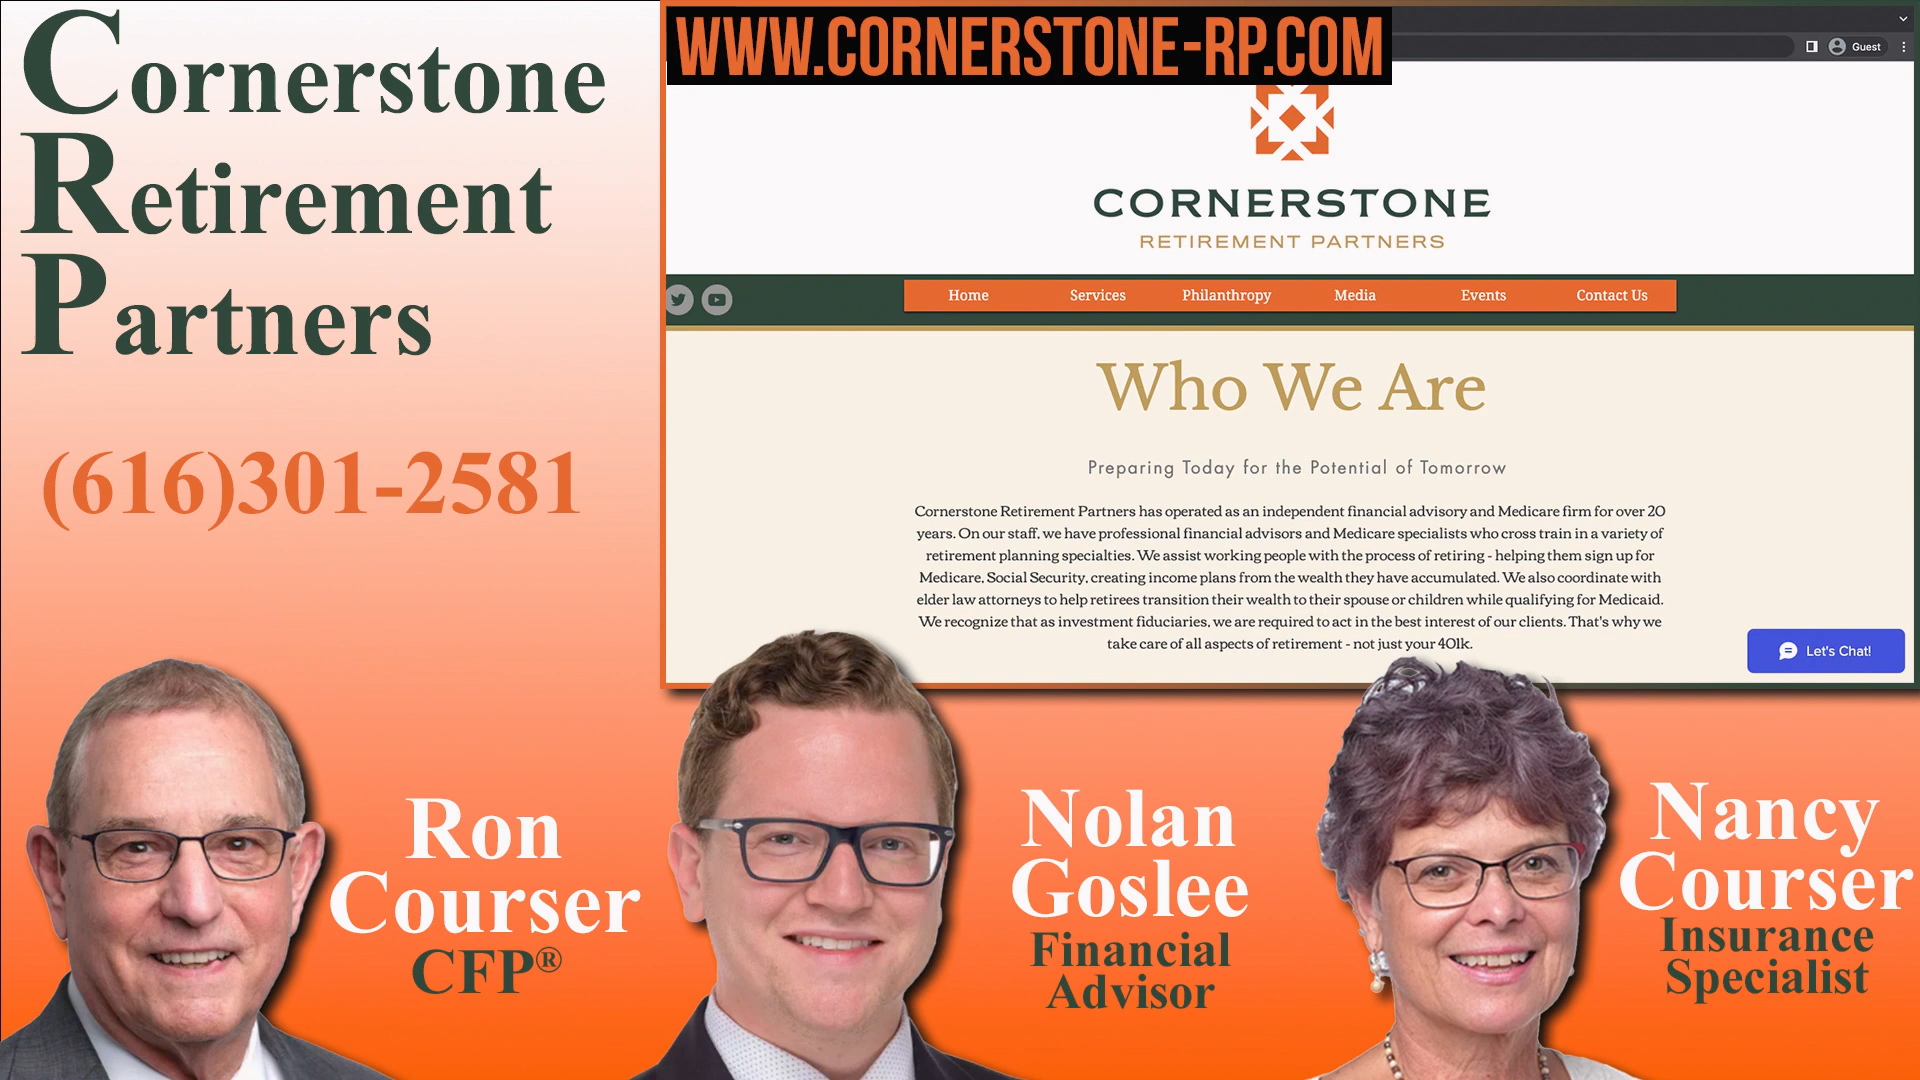 Cornerstone
Retirement
Partners
(616)301-2581
WWW.CORNERSTONE-RP.COM
Guest
CORNERSTONE
RETIREMENT PARTNERS
Home Services Philanthropy Media Events Contact Us
Who We Are
Preparing Today for the Potential of Tomorrow
Cornerstone Retirement Partners has operated as an independent financial advisory and Medicare firm for over 20
years. On our staff, we have professional financial advisors and Medicare specialists who cross train in a variety of
retirement planning specialties. We assist working people with the process of retiring - helping them sign up for
Medicare, Social Security, creating income plans from the wealth they have accumulated. We also coordinate with
elder law attorneys to help retirees transition their wealth to their spouse or children while qualifying for Medicaid.
We recognize that as investment fiduciaries, we are required to act in the best interest of our clients. That's why we
take care of all aspects of retirement - not just your 401k.
Let's Chat!
Ron
Courser
CFP®
Nolan
Goslee
Financial
Advisor
Nancy
Courser
Insurance
Specialist